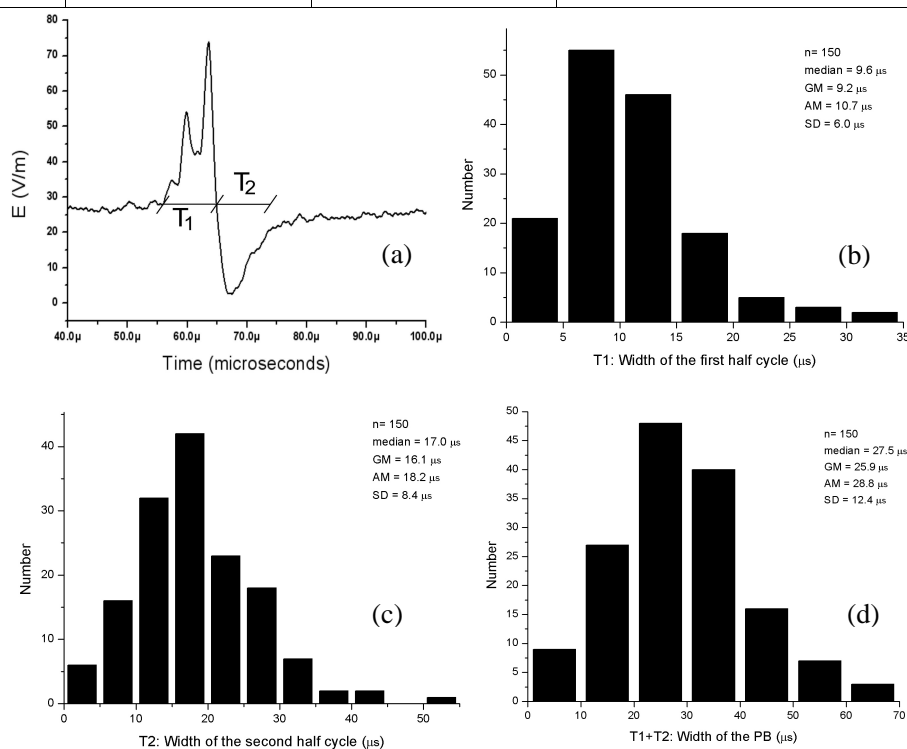 80
70
60
50
40
30
20
10
0
E (V/m)
T1
T2
(a)
40.0µ 50.0µ 60.0µ 70.0µ 80.0µ 90.0µ 100.0µ
Time (microseconds)
50
40
30
20
10
0
Number
n= 150
median = 9.6 µs
GM = 9.2 µs
AM = 10.7 µs
SD = 6.0 µs
(b)
0 5 10 15 20 25 30 35
T1: Width of the first half cycle (µs)
40
30
20
10
0
Number
n= 150
median = 17.0 µs
GM = 16.1 µs
AM = 18.2 µs
SD = 8.4 µs
(c)
0 10 20 30 40 50
T2: Width of the second half cycle (µs)
50
45
40
35
30
25
20
15
10
5
0
Number
n= 150
median = 27.5 µs
GM = 25.9 µs
AM = 28.8 µs
SD = 12.4 µs
(d)
0 10 20 30 40 50 60 70
T1+T2: Width of the PB (µs)